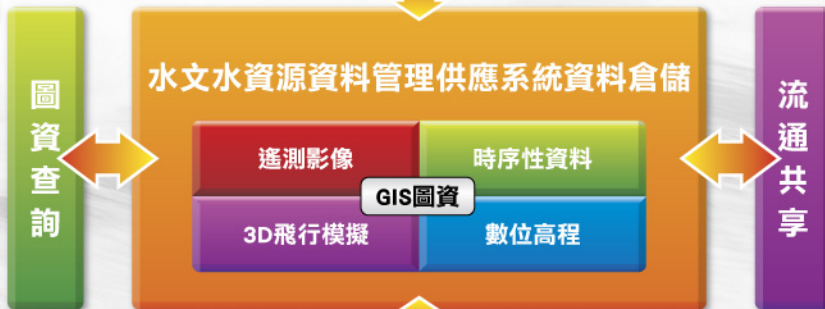 水文水資源資料管理供應系統資料倉儲
圖資查詢
遙測影像
時序性資料
GIS圖資
3D飛行模擬
數位高程
流通共享